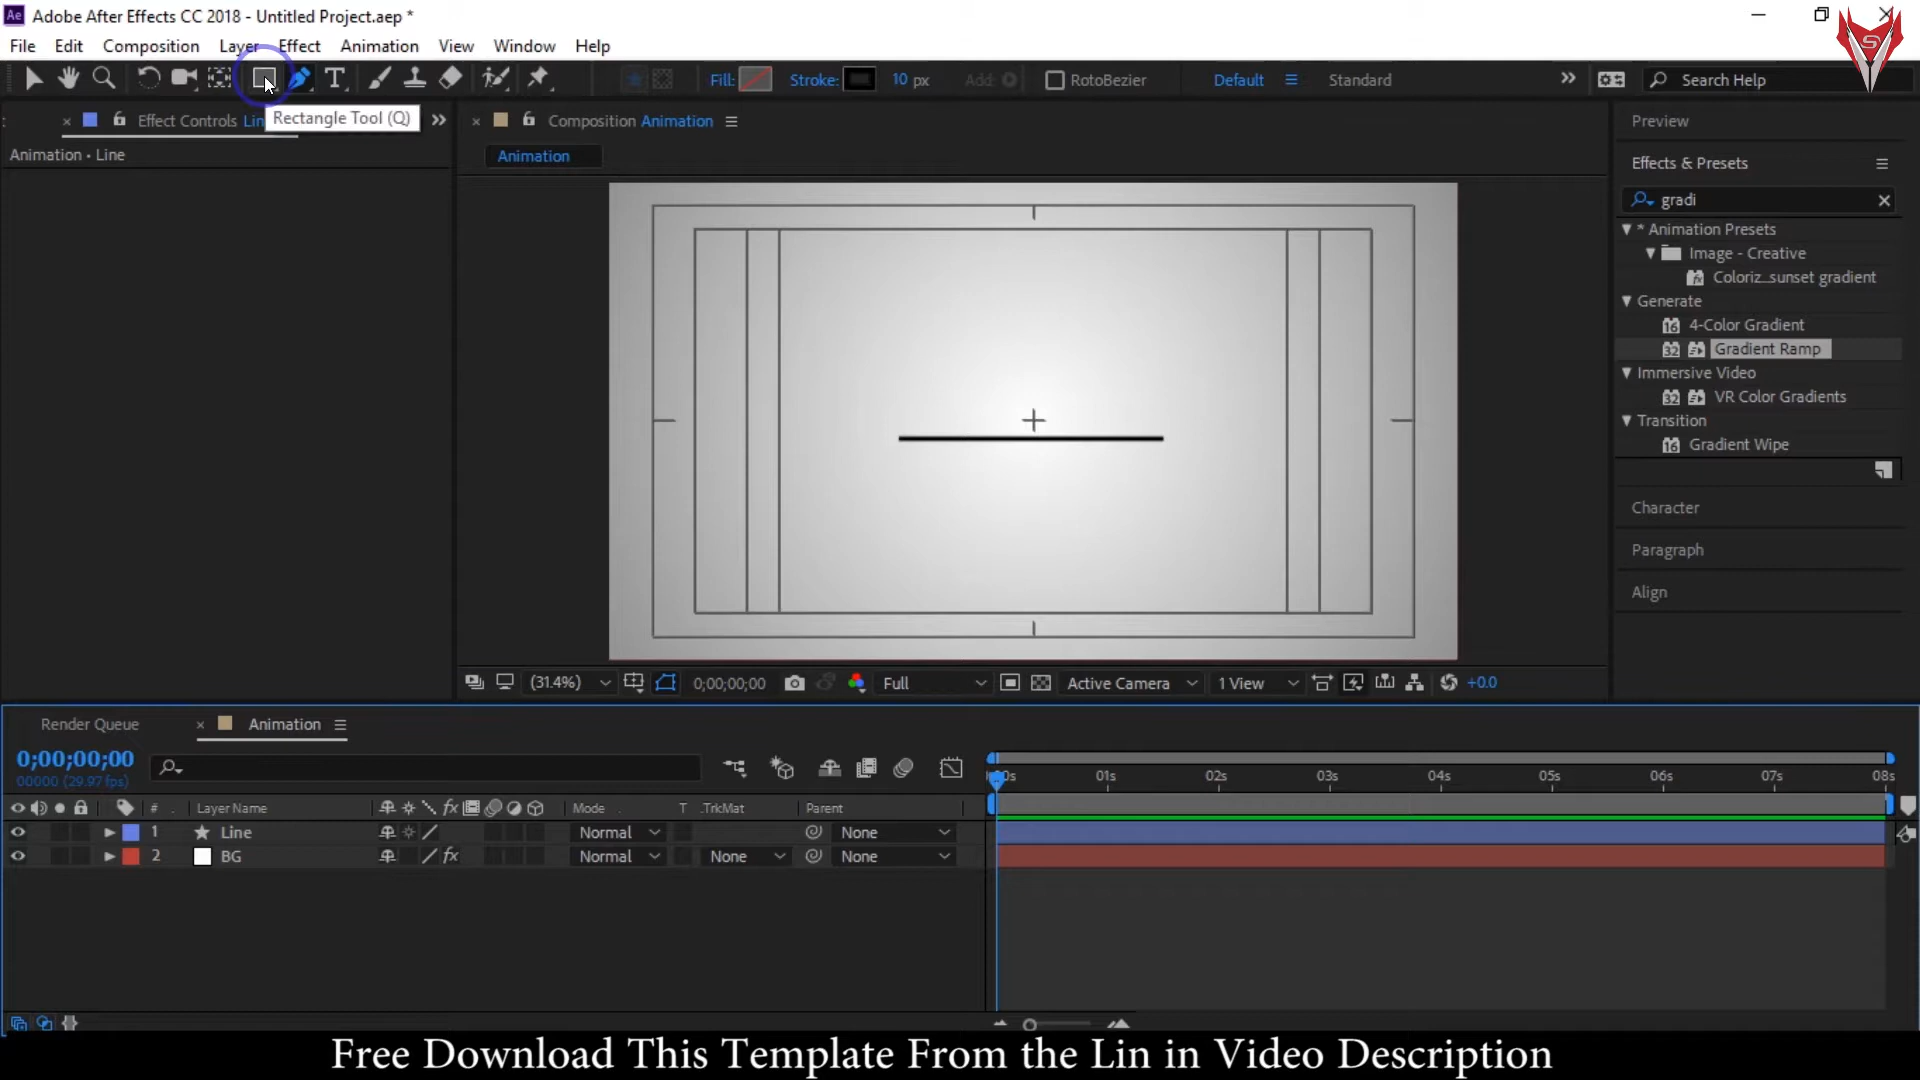 Adobe After Effects CC 2018 - Untitled Project.aep *
File Edit Composition Layer Effect Animation View Window Help
Fill: Stroke: 10 px Add: RotoBezier Default Standard Search Help
Rectangle Tool (Q)
Effect Controls Lin
Animation • Line
Composition Animation
Animation
Preview
Effects & Presets
gradi
* Animation Presets
Image - Creative
Coloriz...sunset gradient
Generate
4-Color Gradient
Gradient Ramp
Immersive Video
VR Color Gradients
Transition
Gradient Wipe
Character
Paragraph
Align
(31.4%) 0;00;00;00 Full Active Camera 1 View +0.0
Render Queue Animation
0;00;00;00
00000 (29.97 fps)
# Layer Name Mode T .TrkMat Parent
1 Line Normal None
2 BG Normal None None
00s 01s 02s 03s 04s 05s 06s 07s 08s
Free Download This Template From the Lin in Video Description